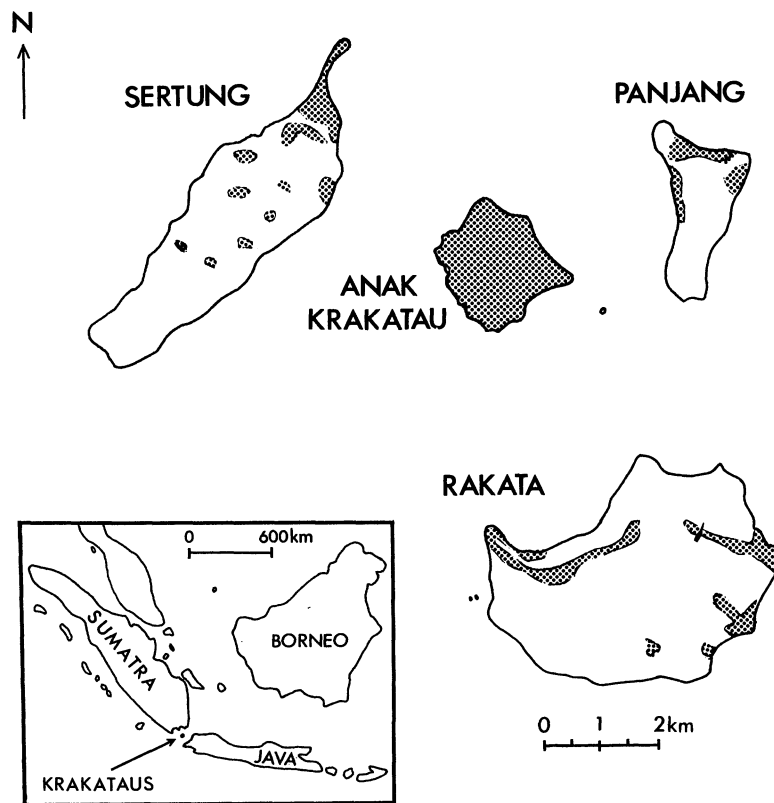 N
SERTUNG
PANJANG
ANAK
KRAKATAU
RAKATA
0 600km
SUMATRA
BORNEO
JAVA
KRAKATAUS
0 1 2km